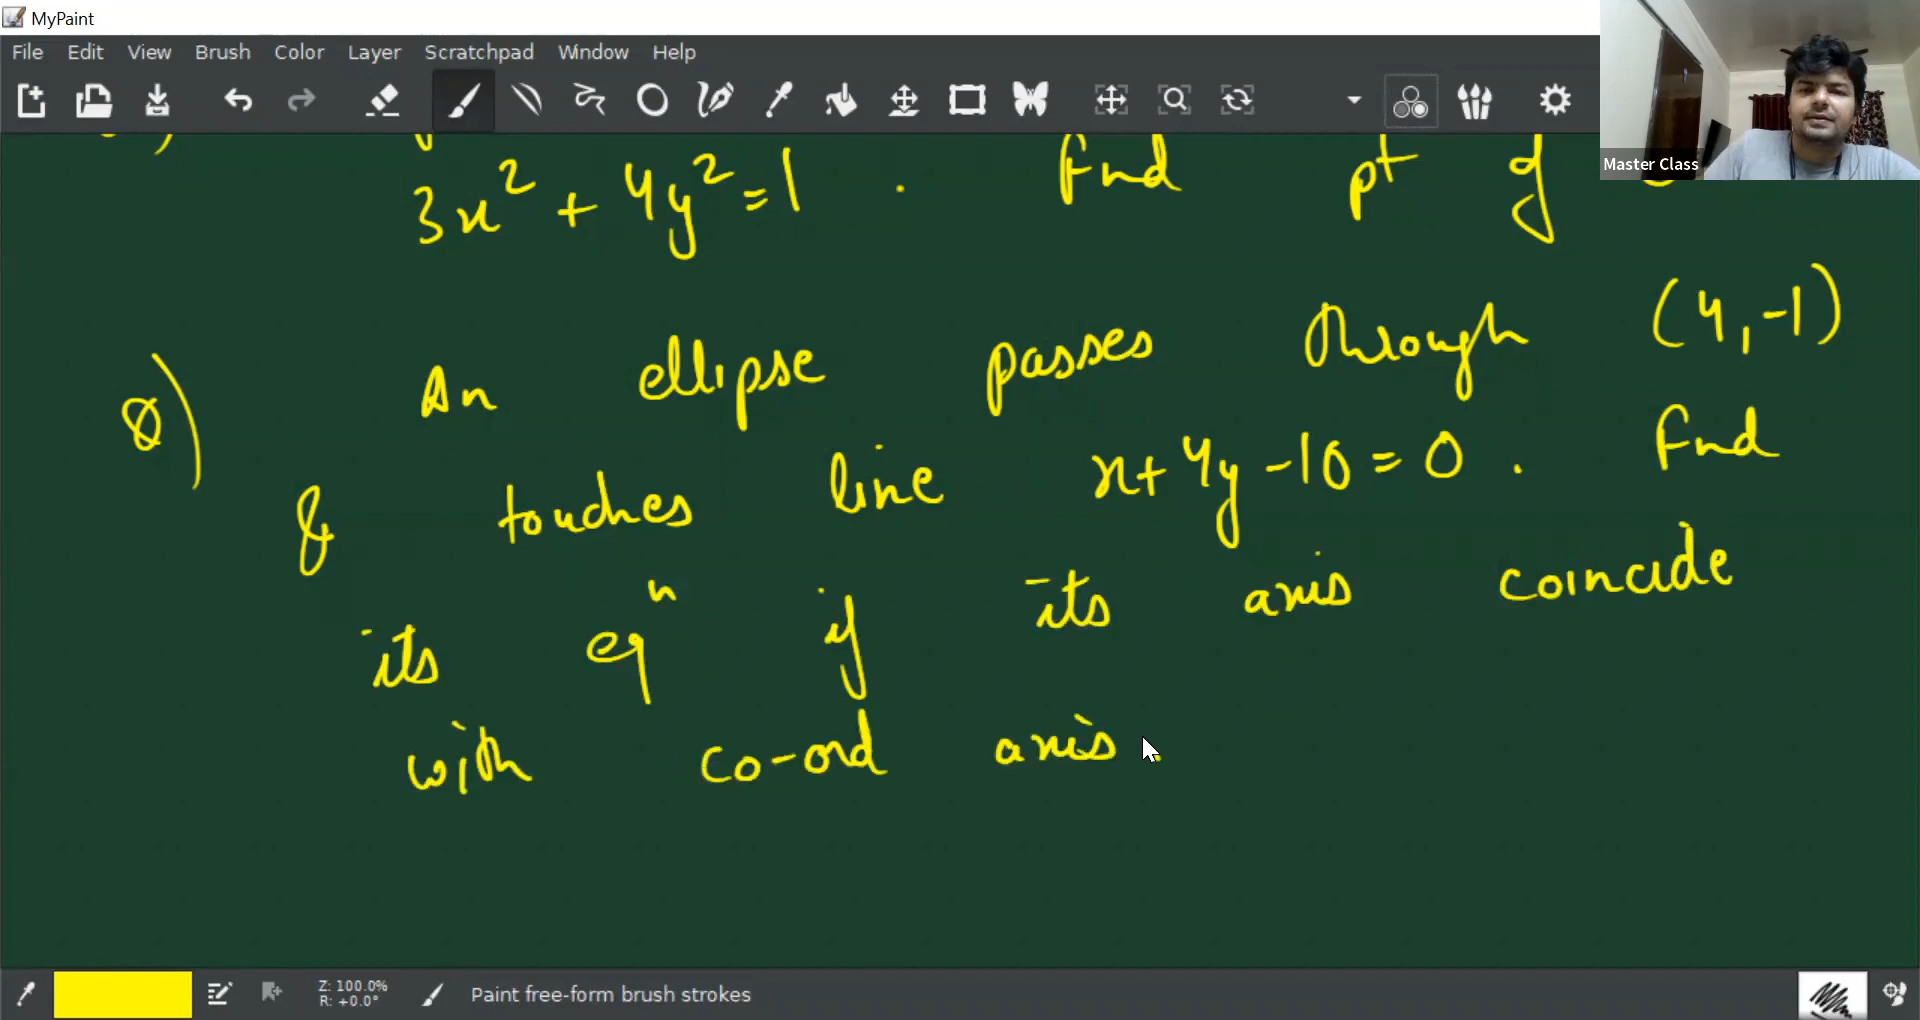 MyPaint
File Edit View Brush Color Layer Scratchpad Window Help
Master Class
3x² + 4y² = 1 . Find pt of
Q) An ellipse passes through (4, -1)
& touches line x + 4y - 10 = 0 . Find
its eqⁿ if its axis coincide
with co-ord axis
Z: 100.0%
R: +0.0°
Paint free-form brush strokes